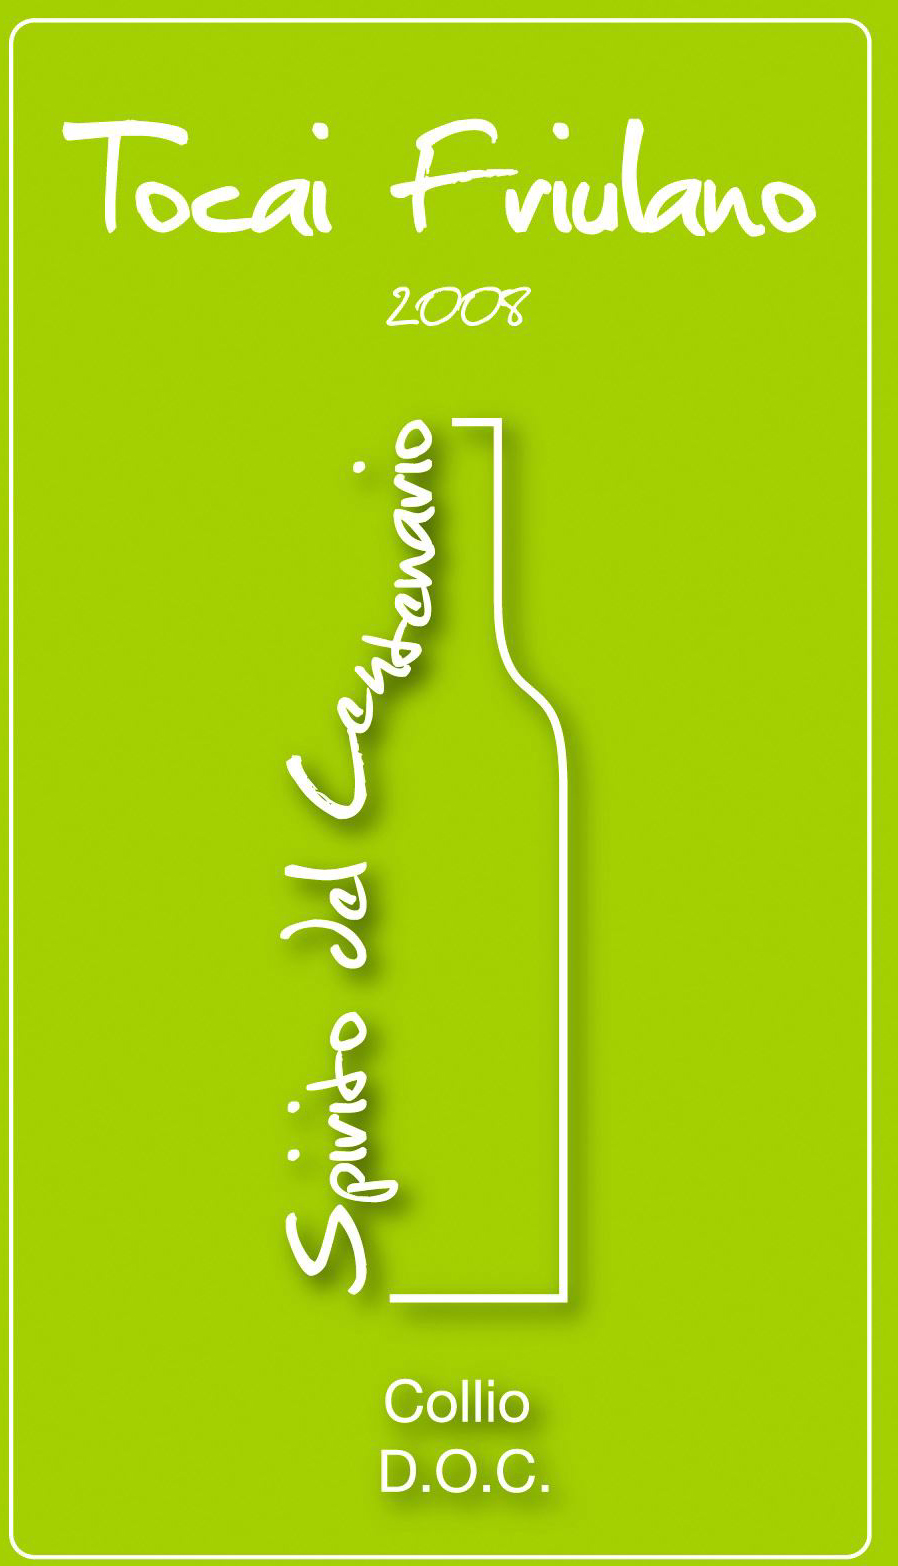 Tocai Friulano
2008
Spirito del Centenario
Collio
D.O.C.